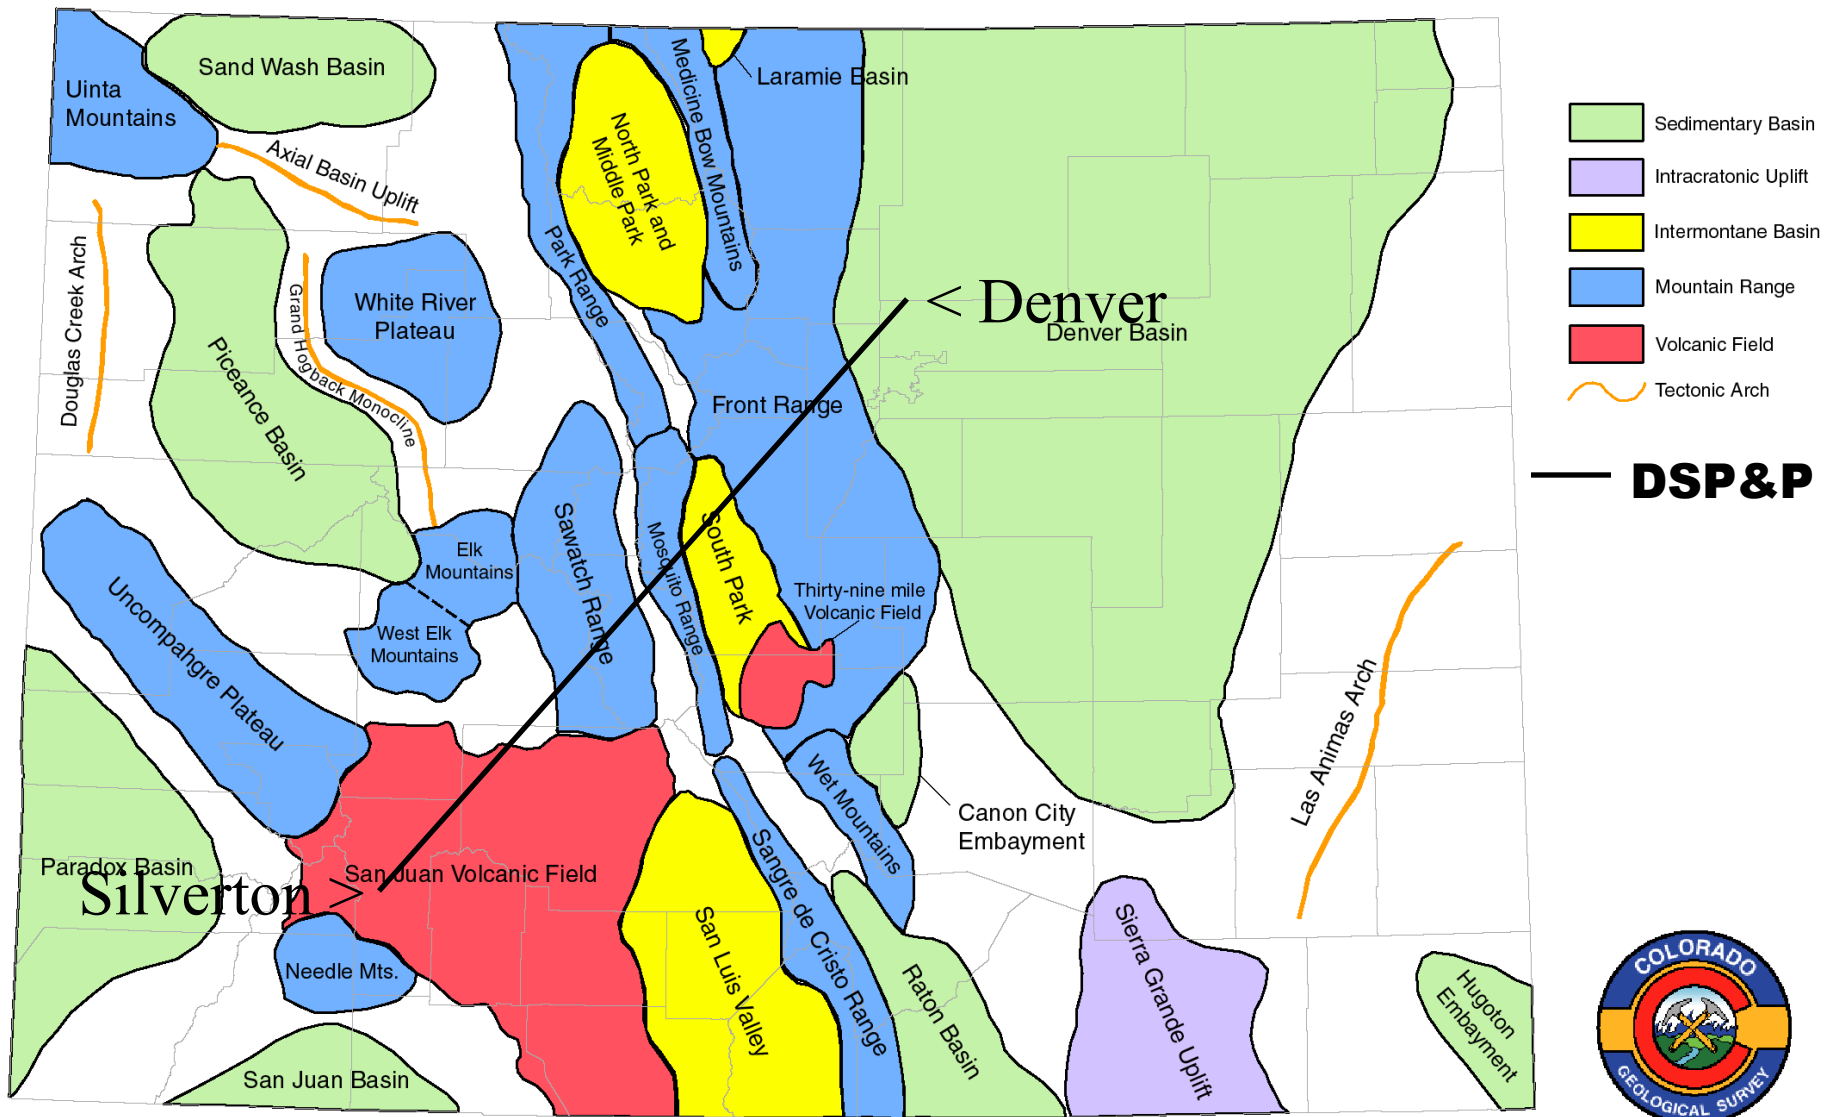 Uinta
Mountains
Sand Wash Basin
Axial Basin Uplift
Douglas Creek Arch
Piceance Basin
Grand Hogback Monocline
White River
Plateau
Park Range
North Park and
Middle Park
Medicine Bow Mountains
Laramie Basin
< Denver
Denver Basin
Front Range
Sedimentary Basin
Intracratonic Uplift
Intermontane Basin
Mountain Range
Volcanic Field
Tectonic Arch
DSP&P
Elk
Mountains
West Elk
Mountains
Sawatch Range
Mosquito Range
South Park
Thirty-nine mile
Volcanic Field
Uncompahgre Plateau
Paradox Basin
Silverton >
San Juan Volcanic Field
Needle Mts.
San Juan Basin
San Luis Valley
Sangre de Cristo Range
Wet Mountains
Canon City
Embayment
Raton Basin
Las Animas Arch
Sierra Grande Uplift
Hugoton
Embayment
COLORADO
GEOLOGICAL SURVEY